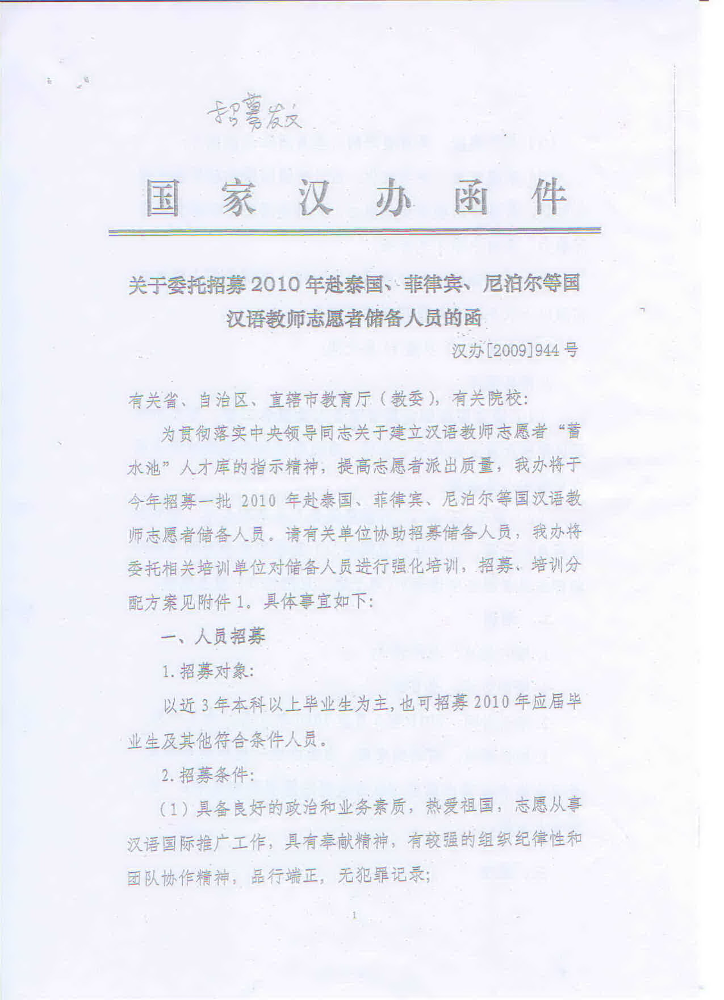 招募发文
国家汉办函件
关于委托招募2010年赴泰国、菲律宾、尼泊尔等国
汉语教师志愿者储备人员的函
汉办[2009]944号
有关省、自治区、直辖市教育厅(教委),有关院校:
为贯彻落实中央领导同志关于建立汉语教师志愿者“蓄
水池”人才库的指示精神,提高志愿者派出质量,我办将于
今年招募一批2010年赴泰国、菲律宾、尼泊尔等国汉语教
师志愿者储备人员。请有关单位协助招募储备人员,我办将
委托相关培训单位对储备人员进行强化培训,招募、培训分
配方案见附件1。具体事宜如下:
一、人员招募
1.招募对象:
以近3年本科以上毕业生为主,也可招募2010年应届毕
业生及其他符合条件人员。
2.招募条件:
(1)具备良好的政治和业务素质,热爱祖国,志愿从事
汉语国际推广工作,具有奉献精神,有较强的组织纪律性和
团队协作精神,品行端正,无犯罪记录;
1